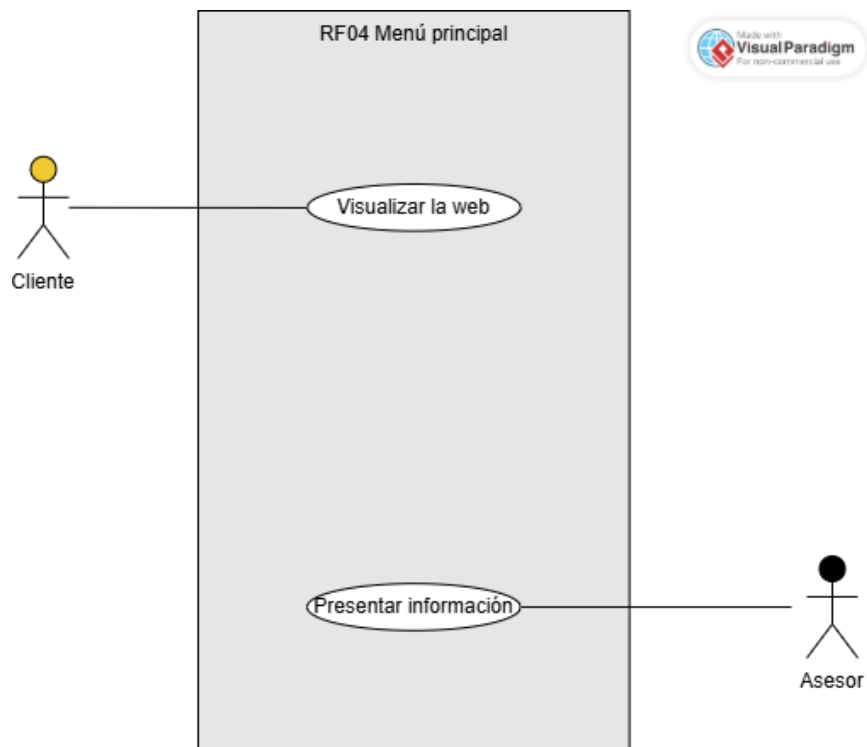 RF04 Menú principal
Made with
Visual Paradigm
For non-commercial use
Visualizar la web
Cliente
Presentar información
Asesor